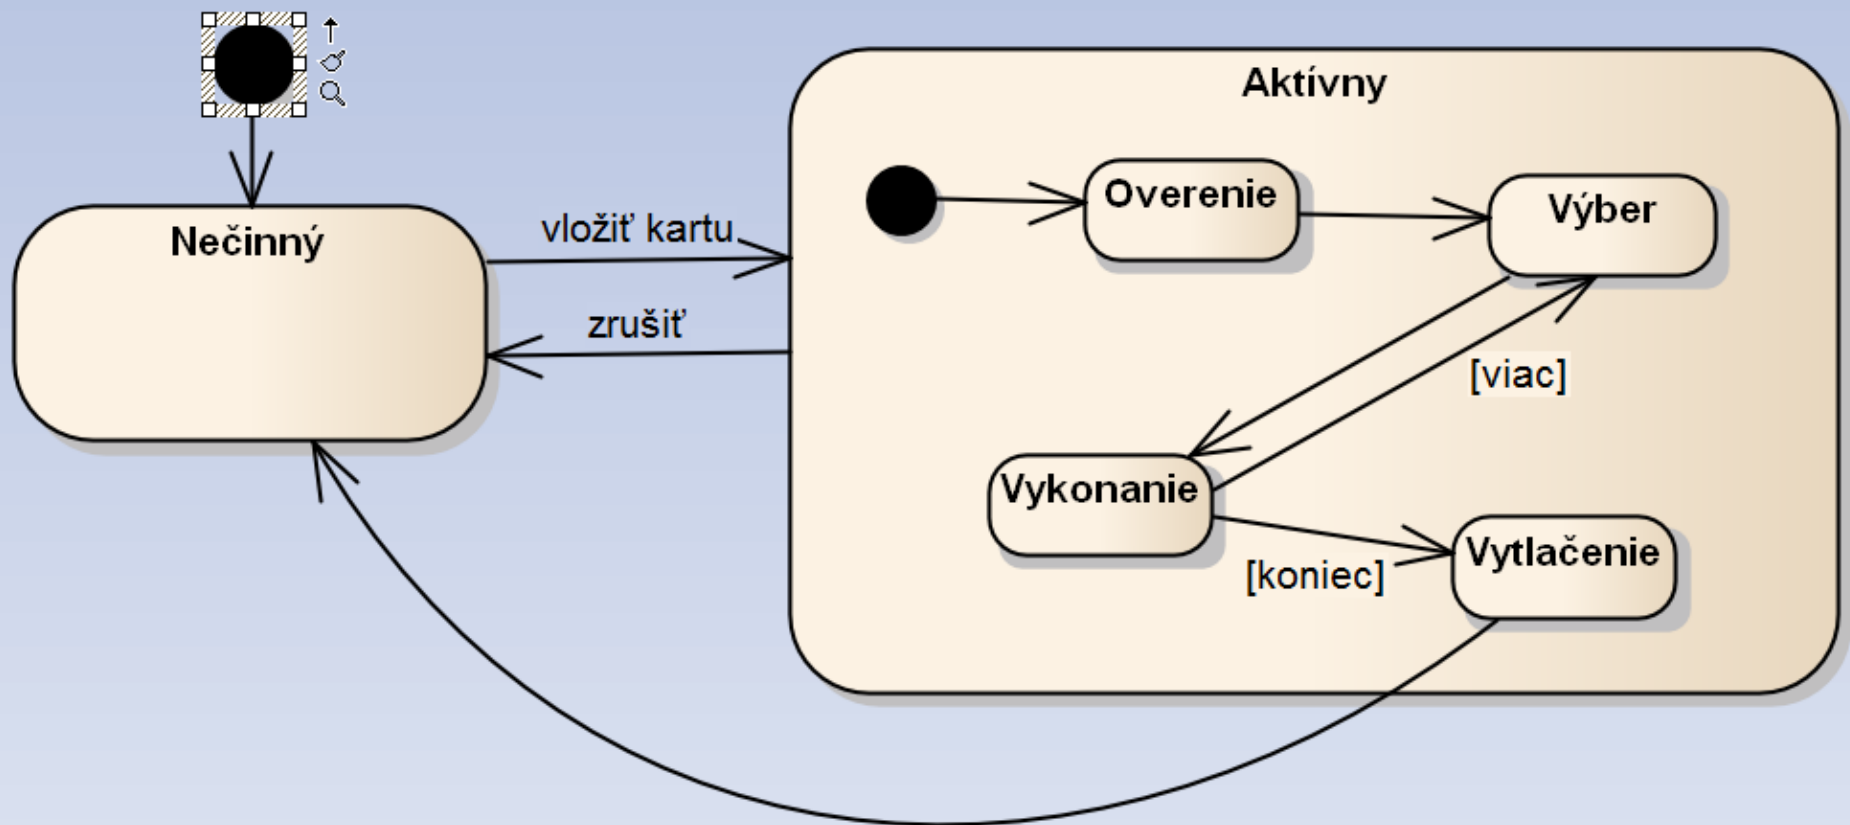 Aktívny
Nečinný
vložiť kartu
zrušiť
Overenie
Výber
[viac]
Vykonanie
[koniec]
Vytlačenie